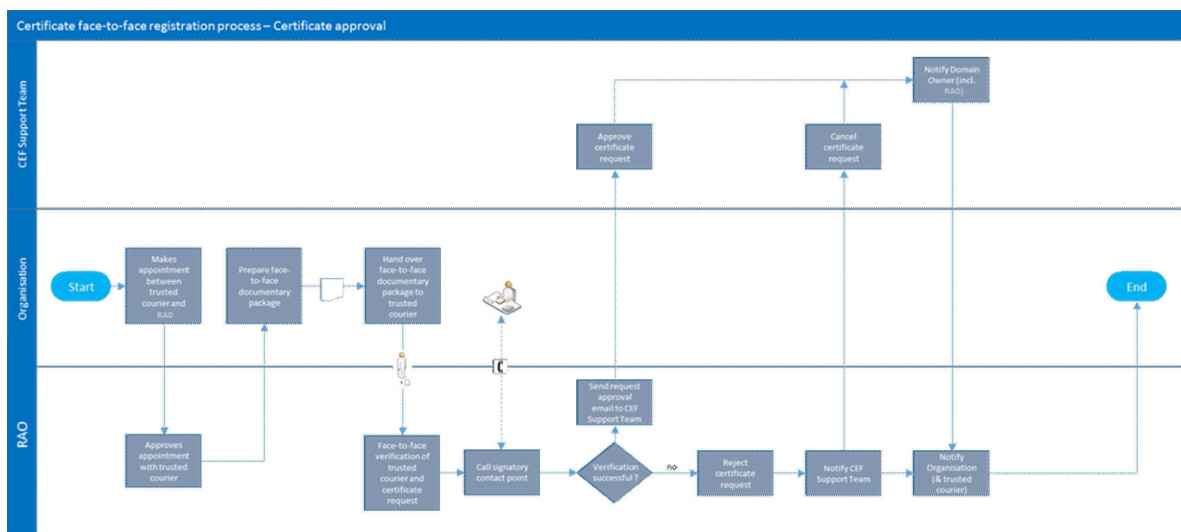 Certificate face-to-face registration process – Certificate approval
CEF Support Team
Notify Domain
Owner (incl.
RAO)
Approve
certificate
request
Cancel
certificate
request
Organisation
Start
Makes
appointment
between
trusted
courier and
RAO
Prepare face-
to-face
documentary
package
Hand over
face-to-face
documentary
package to
trusted
courier
End
RAO
Approves
appointment
with trusted
courier
Face-to-face
verification of
trusted
courier and
certificate
request
Call signatory
contact point
Send request
approval
email to CEF
Support Team
Verification
successful ?
no
Reject
certificate
request
Notify CEF
Support Team
Notify
Organisation
(& trusted
courier)